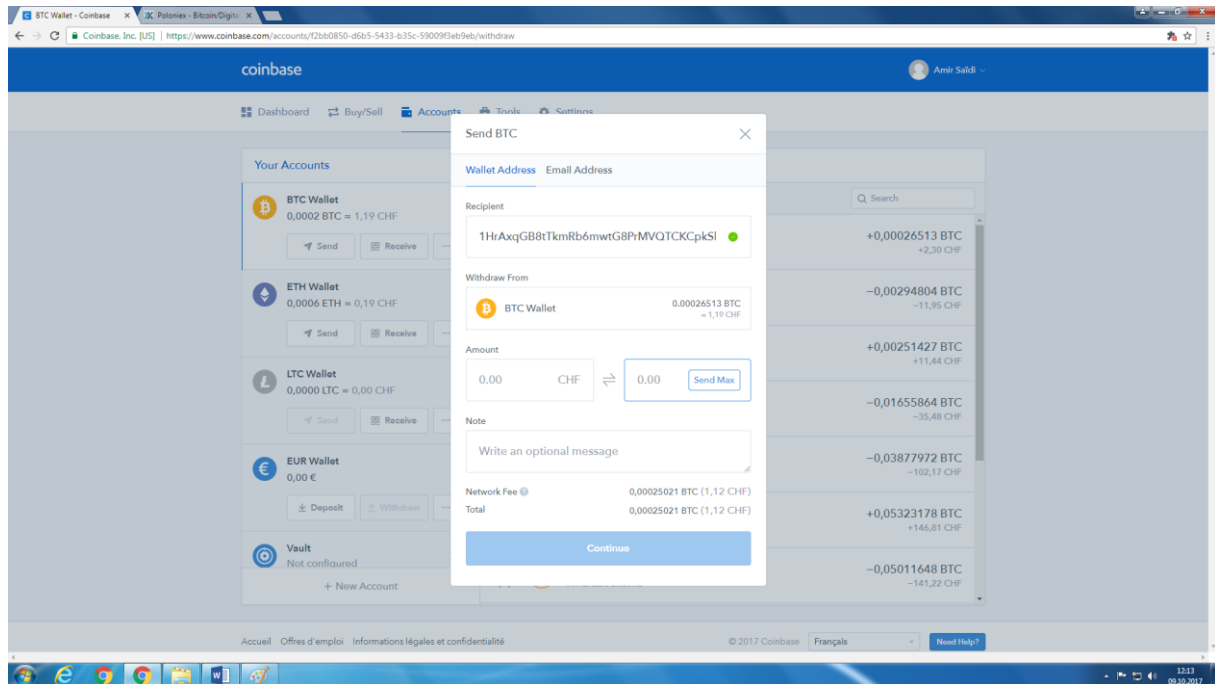 BTC Wallet - Coinbase
Poloniex - Bitcoin/Digital
Coinbase, Inc. [US] | https://www.coinbase.com/accounts/f2bb0850-d6b5-5433-b35c-59009f3eb9eb/withdraw
coinbase
Amir Saïdi
Dashboard Buy/Sell Accounts Tools Settings
Your Accounts
BTC Wallet
0,0002 BTC ≈ 1,19 CHF
Send Receive ...
ETH Wallet
0,0006 ETH ≈ 0,19 CHF
Send Receive ...
LTC Wallet
0,0000 LTC ≈ 0,00 CHF
Send Receive ...
EUR Wallet
0,00 €
Deposit Withdraw ...
Vault
Not configured
+ New Account
Send BTC
Wallet Address Email Address
Recipient
1HrAxqGB8tTkmRb6mwtG8PrMVQTCKCpkSl
Withdraw From
BTC Wallet
0,00026513 BTC
≈ 1,19 CHF
Amount
0.00 CHF 0.00 Send Max
Note
Write an optional message
Network Fee 0,00025021 BTC (1,12 CHF)
Total 0,00025021 BTC (1,12 CHF)
Continue
Search
+0,00026513 BTC
+2,30 CHF
−0,00294804 BTC
−11,95 CHF
+0,00251427 BTC
+11,44 CHF
−0,01655864 BTC
−35,48 CHF
−0,03877972 BTC
−102,17 CHF
+0,05323178 BTC
+146,81 CHF
−0,05011648 BTC
−141,22 CHF
Accueil Offres d'emploi Informations légales et confidentialité
© 2017 Coinbase Français Need Help?
12:13
09.10.2017